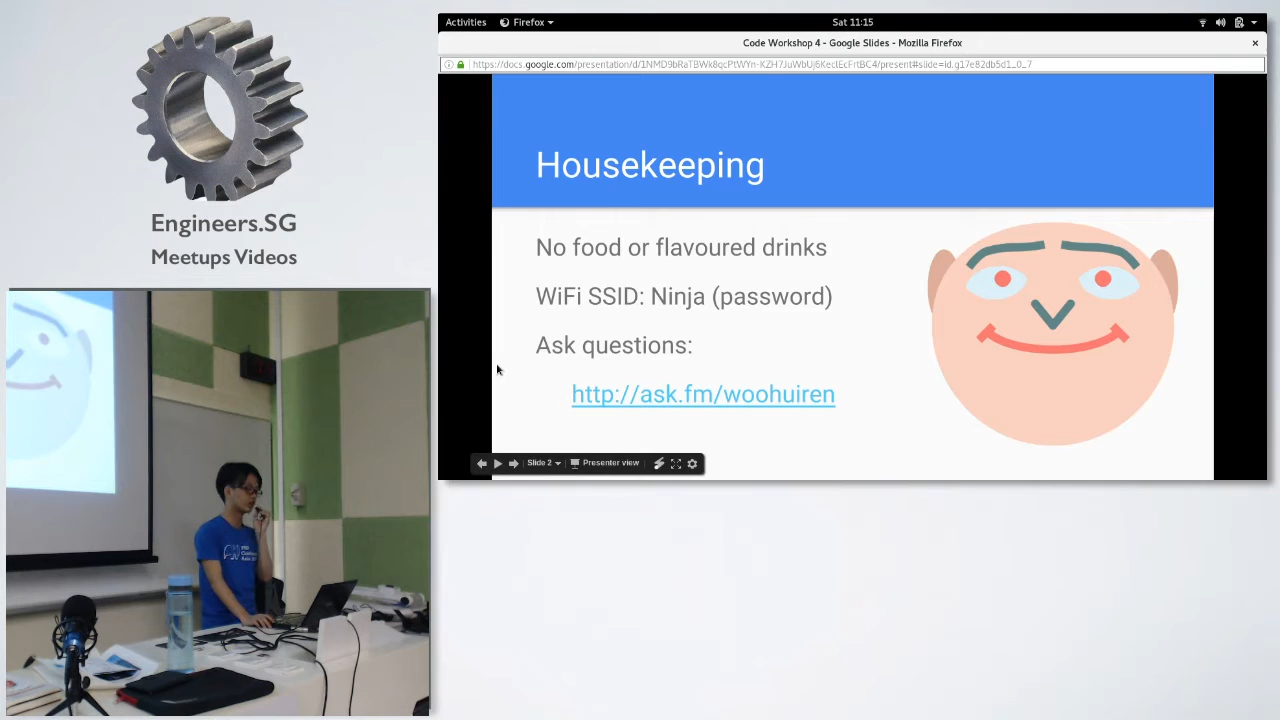 Activities
Firefox
Sat 11:15
Code Workshop 4 - Google Slides - Mozilla Firefox
Housekeeping
No food or flavoured drinks
WiFi SSID: Ninja (password)
Ask questions:
http://ask.fm/woohuiren
Slide 2
Presenter view
Engineers.SG
Meetups Videos